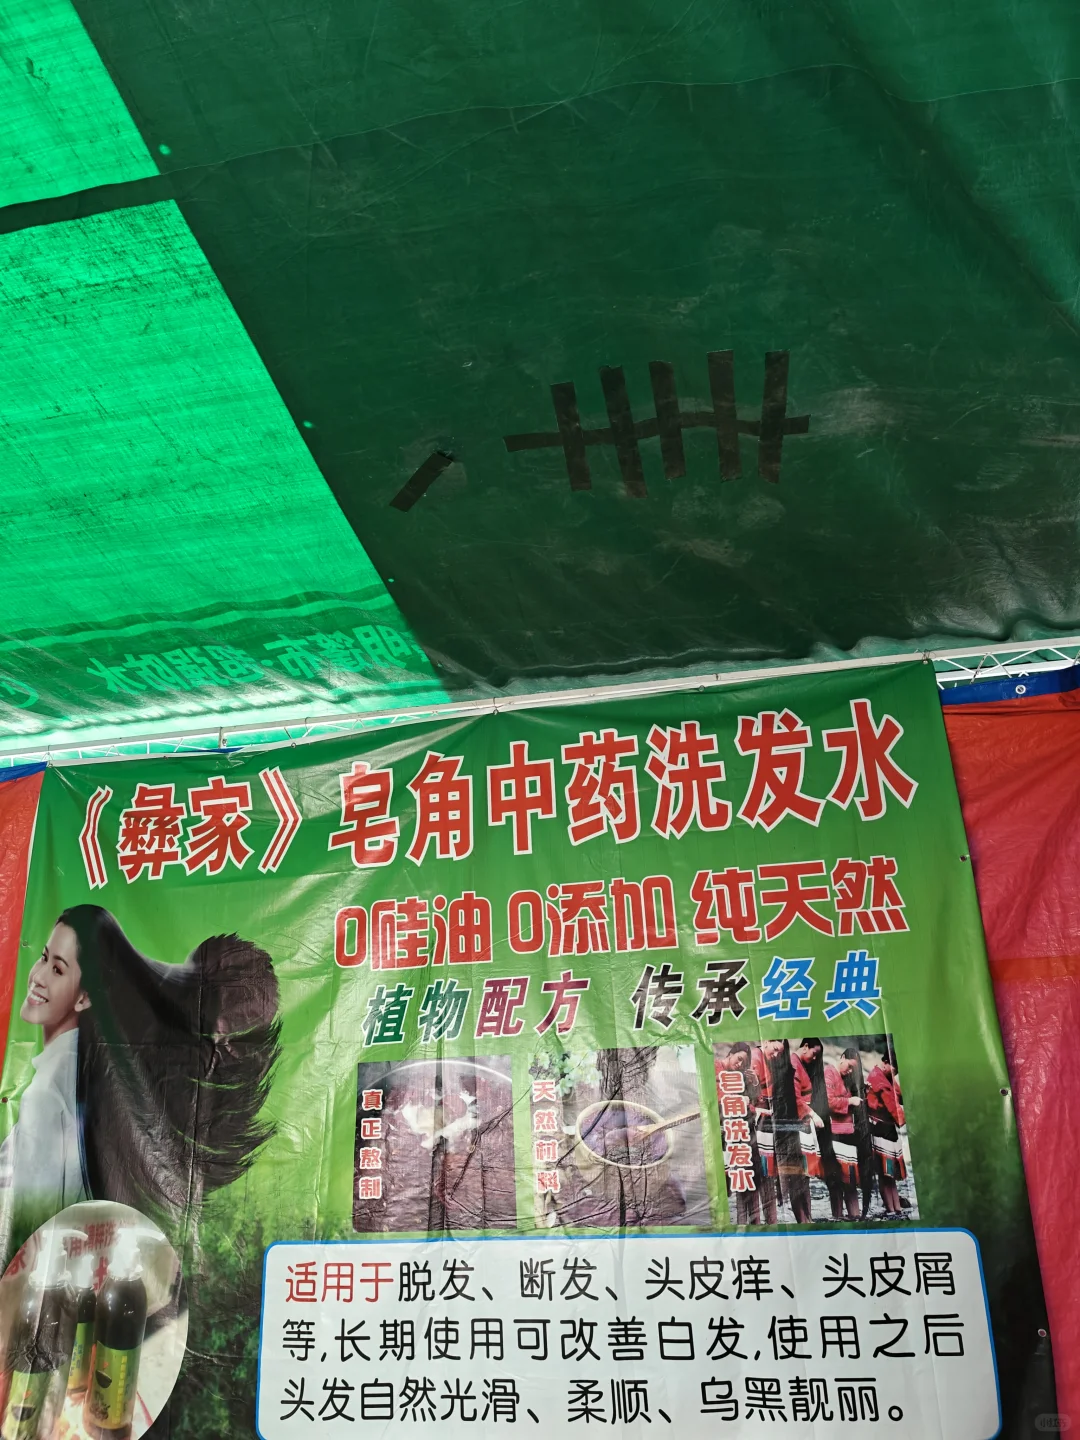 《彝家》皂角中药洗发水
0硅油 0添加 纯天然
植物配方 传承经典
真正熬制
天然材料
皂角洗发水
适用于脱发、断发、头皮痒、头皮屑
等,长期使用可改善白发,使用之后
头发自然光滑、柔顺、乌黑靓丽。